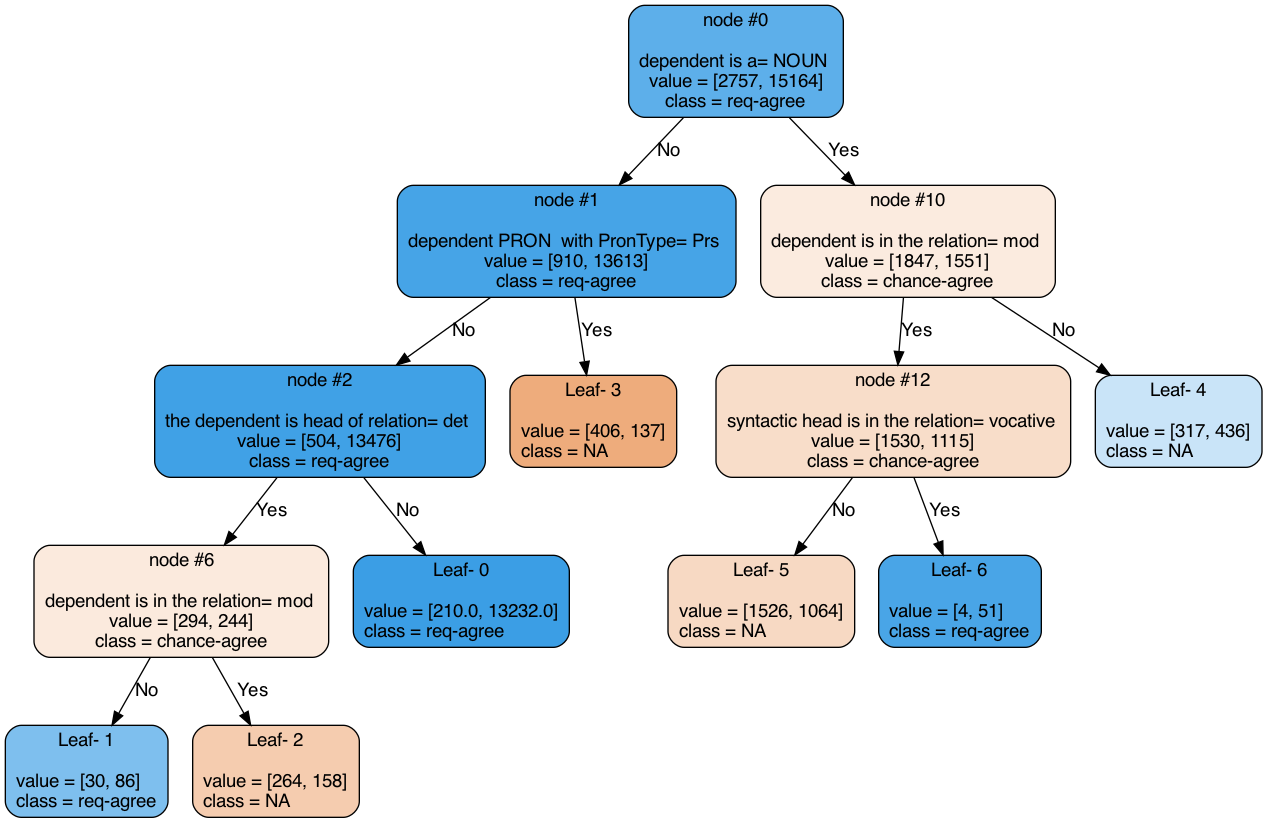 node #0
dependent is a= NOUN
value = [2757, 15164]
class = req-agree
No
Yes
node #1
dependent PRON  with PronType= Prs
value = [910, 13613]
class = req-agree
node #10
dependent is in the relation= mod
value = [1847, 1551]
class = chance-agree
No
Yes
Yes
No
node #2
the dependent is head of relation= det
value = [504, 13476]
class = req-agree
Leaf- 3
value = [406, 137]
class = NA
node #12
syntactic head is in the relation= vocative
value = [1530, 1115]
class = chance-agree
Leaf- 4
value = [317, 436]
class = NA
Yes
No
No
Yes
node #6
dependent is in the relation= mod
value = [294, 244]
class = chance-agree
Leaf- 0
value = [210.0, 13232.0]
class = req-agree
Leaf- 5
value = [1526, 1064]
class = NA
Leaf- 6
value = [4, 51]
class = req-agree
No
Yes
Leaf- 1
value = [30, 86]
class = req-agree
Leaf- 2
value = [264, 158]
class = NA